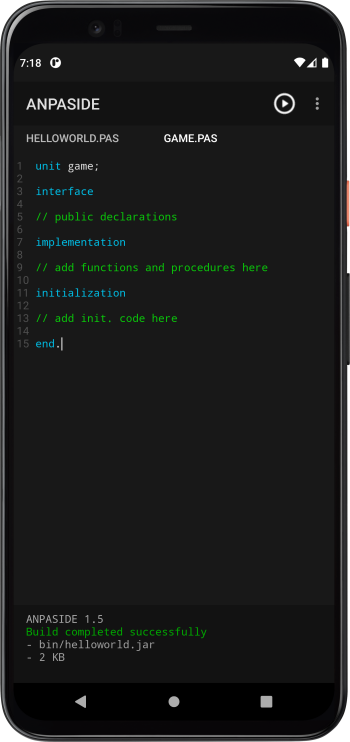 7:18
ANPASIDE
HELLOWORLD.PAS GAME.PAS
1 unit game;
2
3 interface
4
5 // public declarations
6
7 implementation
8
9 // add functions and procedures here
10
11 initialization
12
13 // add init. code here
14
15 end.
ANPASIDE 1.5
Build completed successfully
- bin/helloworld.jar
- 2 KB